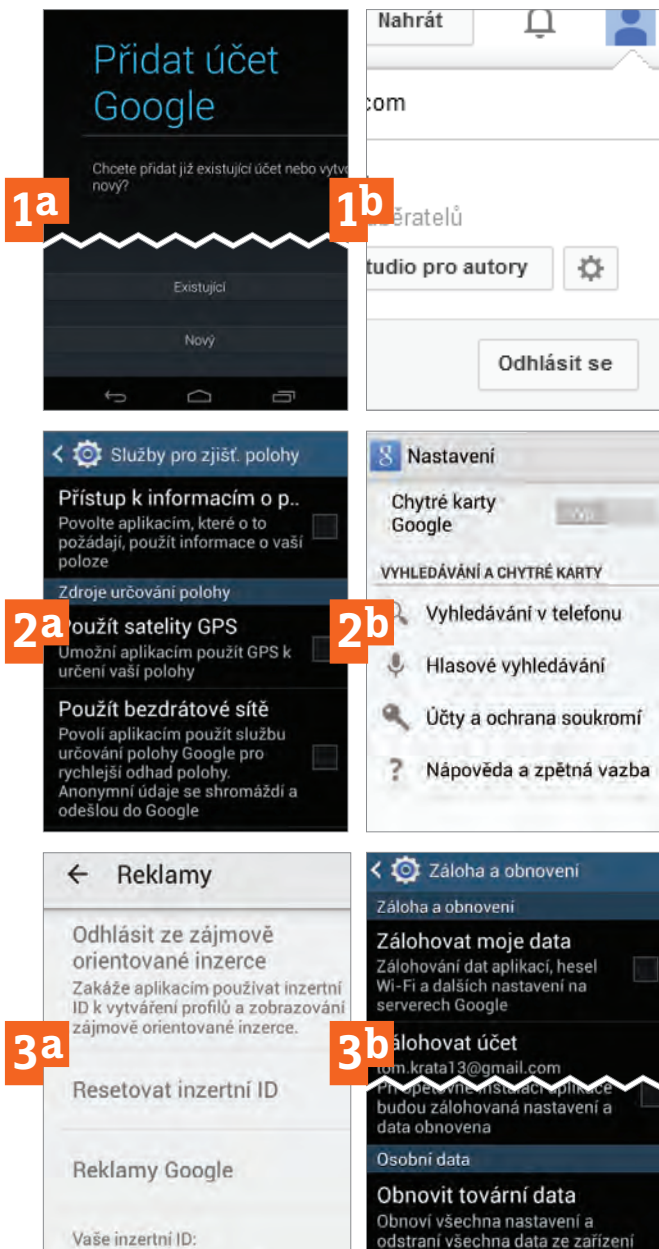 Přidat účet
Google
Chcete přidat již existující účet nebo
nový?
1a
Existující
Nový
Nahrát
com
1b
běratelů
tudio pro autory
Odhlásit se
Služby pro zjišť. polohy
Přístup k informacím o p..
Povolte aplikacím, které o to
požádají, použít informace o vaší
poloze
Zdroje určování polohy
2a
oužít satelity GPS
Umožní aplikacím použít GPS k
určení vaší polohy
Použít bezdrátové sítě
Povolí aplikacím použít službu
určování polohy Google pro
rychlejší odhad polohy.
Anonymní údaje se shromáždí a
odešlou do Google
8 Nastavení
Chytré karty
Google
VYHLEDÁVÁNÍ A CHYTRÉ KARTY
2b
Vyhledávání v telefonu
Hlasové vyhledávání
Účty a ochrana soukromí
? Nápověda a zpětná vazba
Reklamy
Odhlásit ze zájmově
orientované inzerce
Zakáže aplikacím používat inzertní
ID k vytváření profilů a zobrazování
zájmově orientované inzerce.
3a
Resetovat inzertní ID
Reklamy Google
Vaše inzertní ID:
Záloha a obnovení
Záloha a obnovení
Zálohovat moje data
Zálohování dat aplikací, hesel
Wi-Fi a dalších nastavení na
serverech Google
3b
álohovat účet
tom.krata13@gmail.com
Při opětovné instalaci aplikace
budou zálohovaná nastavení a
data obnovena
Osobní data
Obnovit tovární data
Obnoví všechna nastavení a
odstraní všechna data ze zařízení